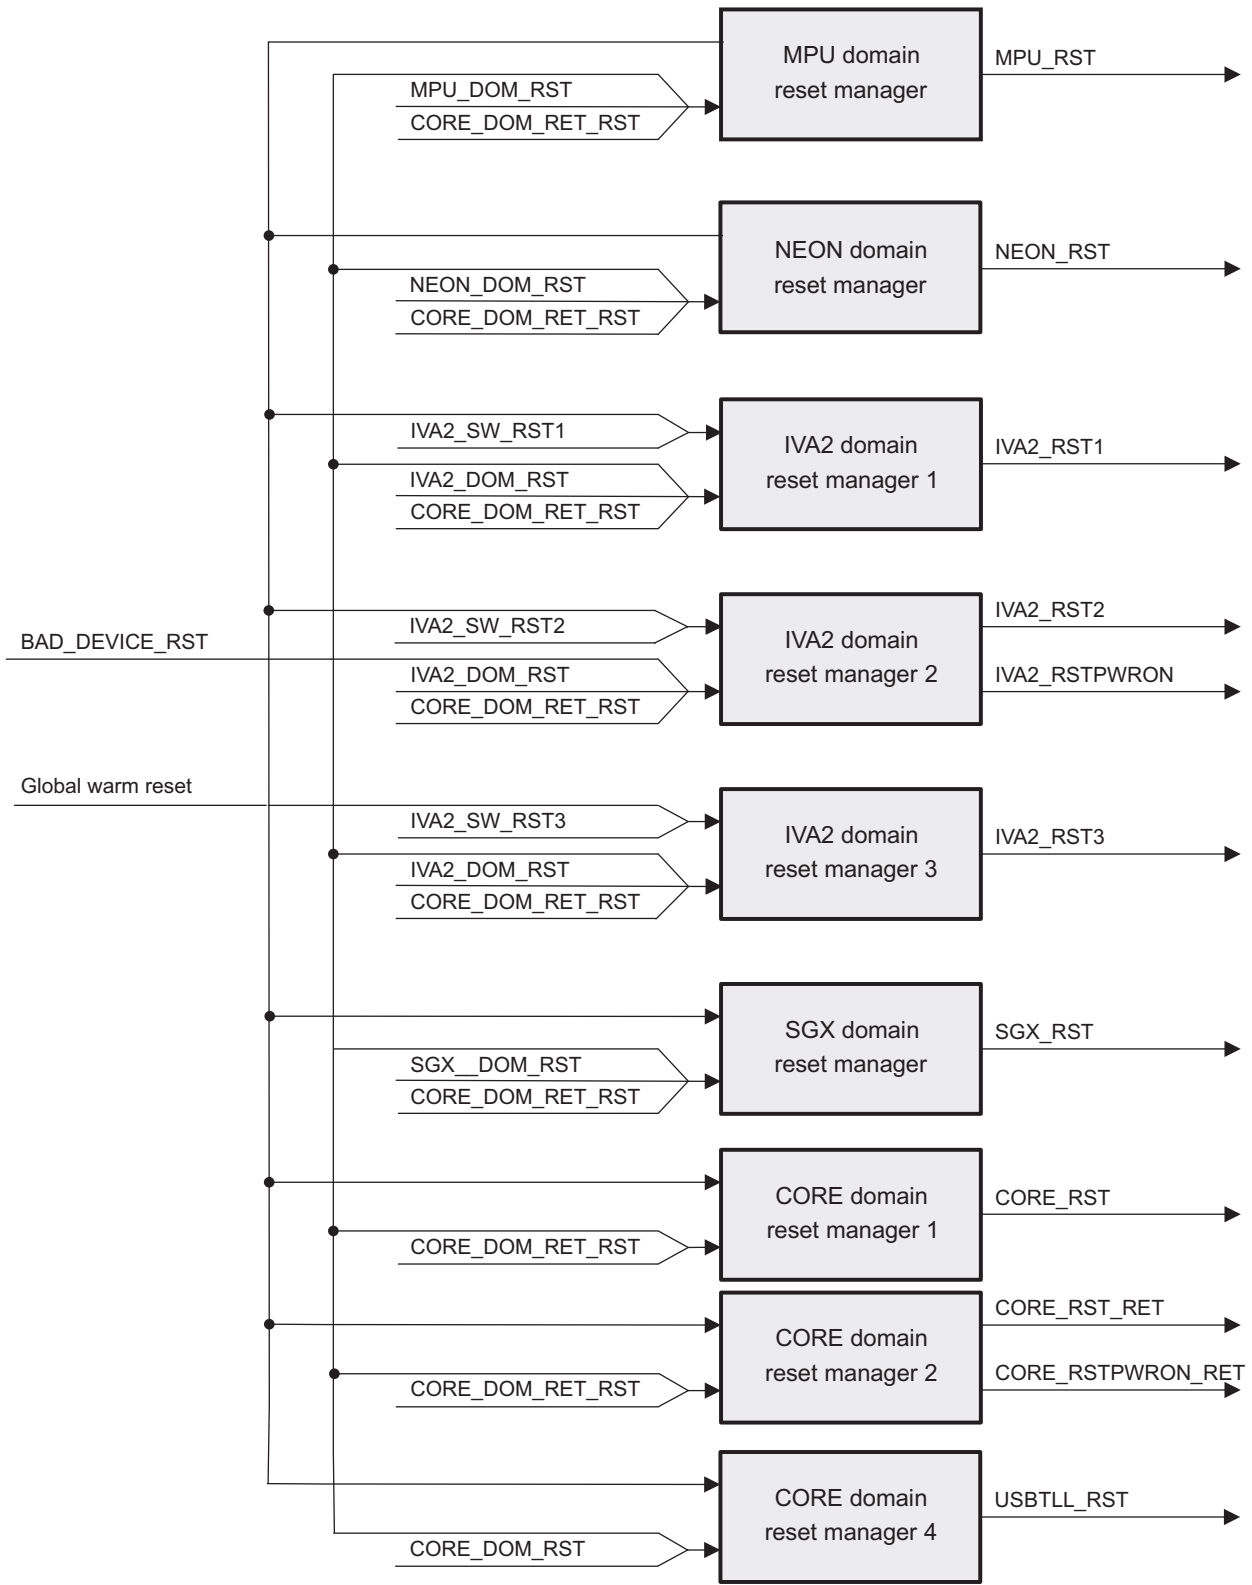 MPU domain
reset manager
MPU_RST
MPU_DOM_RST
CORE_DOM_RET_RST
NEON domain
reset manager
NEON_RST
NEON_DOM_RST
CORE_DOM_RET_RST
IVA2_SW_RST1
IVA2 domain
reset manager 1
IVA2_RST1
IVA2_DOM_RST
CORE_DOM_RET_RST
BAD_DEVICE_RST
IVA2_SW_RST2
IVA2 domain
reset manager 2
IVA2_RST2
IVA2_RSTPWRON
IVA2_DOM_RST
CORE_DOM_RET_RST
Global warm reset
IVA2_SW_RST3
IVA2 domain
reset manager 3
IVA2_RST3
IVA2_DOM_RST
CORE_DOM_RET_RST
SGX domain
reset manager
SGX_RST
SGX__DOM_RST
CORE_DOM_RET_RST
CORE domain
reset manager 1
CORE_RST
CORE_DOM_RET_RST
CORE domain
reset manager 2
CORE_RST_RET
CORE_RSTPWRON_RET
CORE_DOM_RET_RST
CORE domain
reset manager 4
USBTLL_RST
CORE_DOM_RST